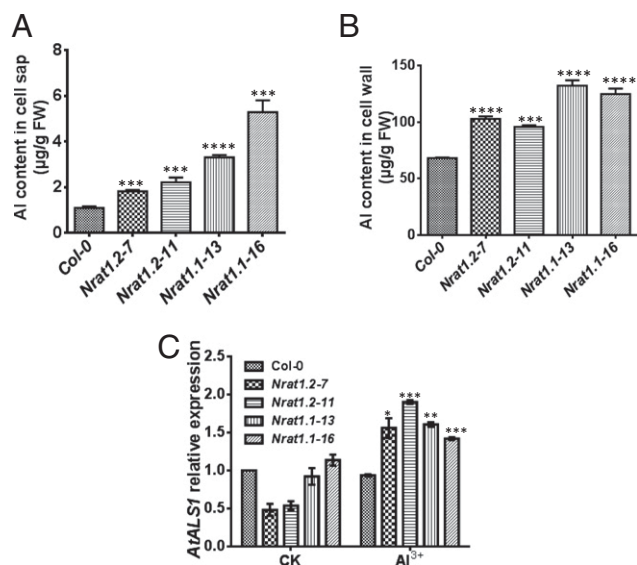 A
Al content in cell sap
(µg/g FW)
8
6
4
2
0
***
***
****
***
Col-0
Nrat1.2-7
Nrat1.2-11
Nrat1.1-13
Nrat1.1-16
B
Al content in cell wall
(µg/g FW)
150
100
50
0
****
***
****
****
Col-0
Nrat1.2-7
Nrat1.2-11
Nrat1.1-13
Nrat1.1-16
C
AtALS1 relative expression
2.5
2.0
1.5
1.0
0.5
0.0
Col-0
Nrat1.2-7
Nrat1.2-11
Nrat1.1-13
Nrat1.1-16
*
***
**
***
CK
Al3+